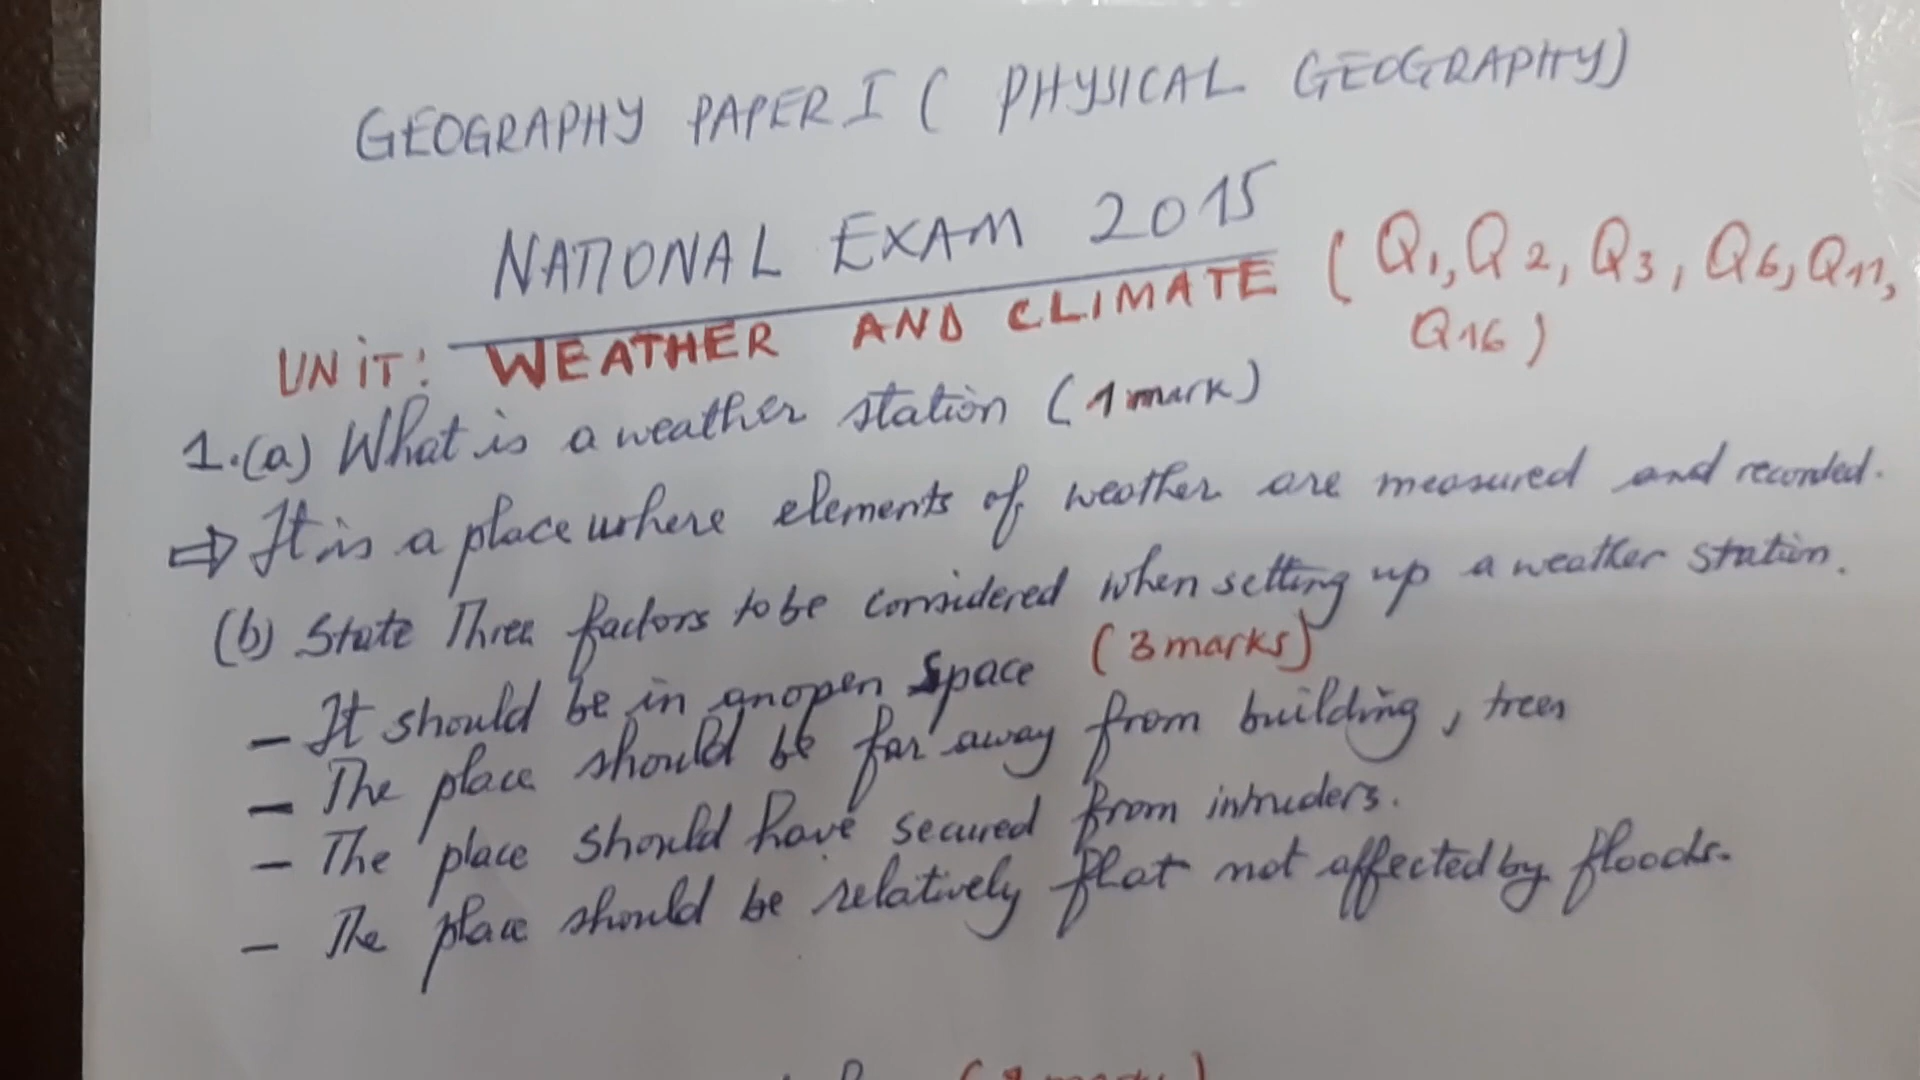 GEOGRAPHY PAPER I ( PHYSICAL GEOGRAPHY)
NATIONAL EXAM 2015
UNiT: WEATHER AND CLIMATE ( Q1, Q2, Q3, Q6, Q11,
Q16 )
1.(a) What is a weather station (1 mark)
⇒ It is a place where elements of weather are measured and recorded.
(b) State Three factors to be considered when setting up a weather station.
(3 marks)
- It should be in an open space
- The place should be far away from building, trees
- The place should have secured from intruders.
- The place should be relatively flat not affected by floods.